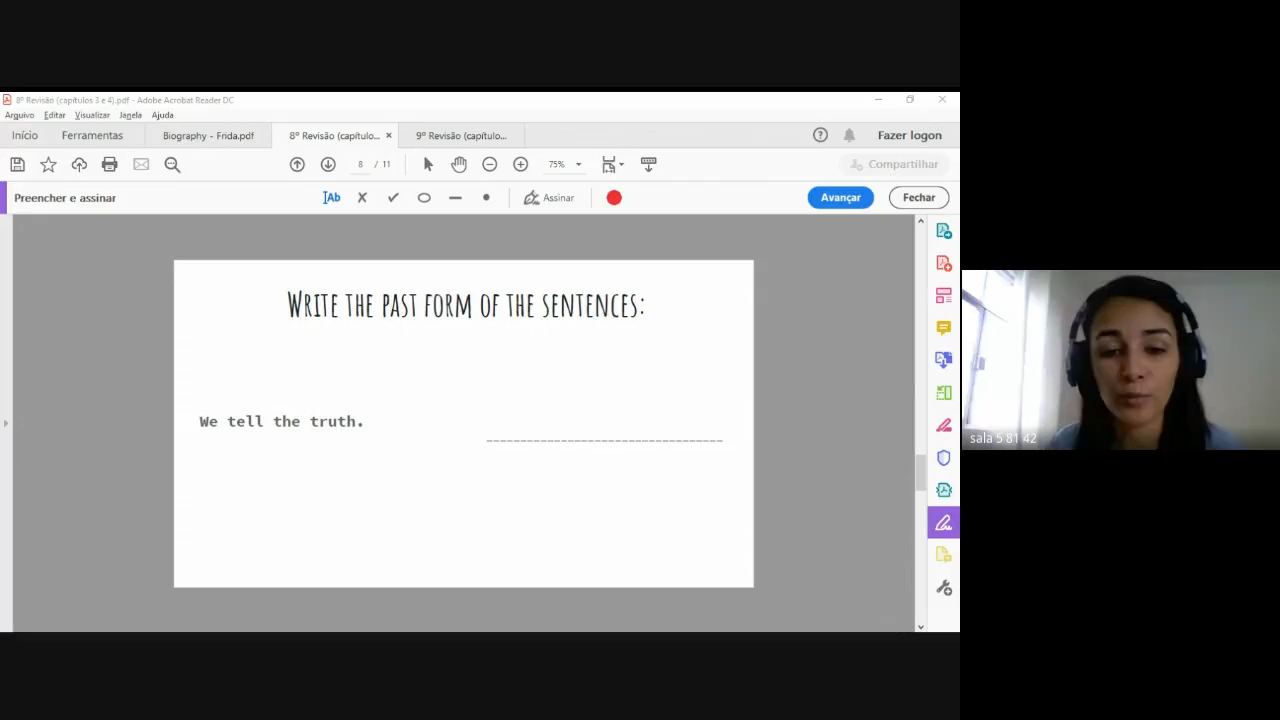 8º Revisão (capítulos 3 e 4).pdf - Adobe Acrobat Reader DC
Arquivo Editar Visualizar Janela Ajuda
Início Ferramentas Biography - Frida.pdf 8º Revisão (capítulo... 9º Revisão (capítulo... Fazer logon
8 / 11 75% Compartilhar
Preencher e assinar Ab Assinar Avançar Fechar
WRITE THE PAST FORM OF THE SENTENCES:
We tell the truth.
sala 5 81 42